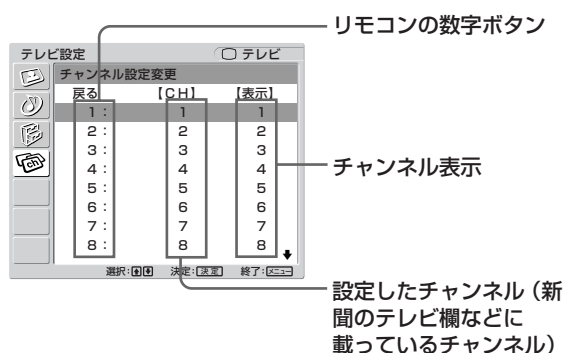 リモコンの数字ボタン
テレビ設定 テレビ
チャンネル設定変更
戻る 【CH】 【表示】
1: 1 1
2: 2 2
3: 3 3
4: 4 4
5: 5 5
6: 6 6
7: 7 7
8: 8 8
選択:⬆⬇ 決定:決定 終了:メニュー
チャンネル表示
設定したチャンネル（新
聞のテレビ欄などに
載っているチャンネル）